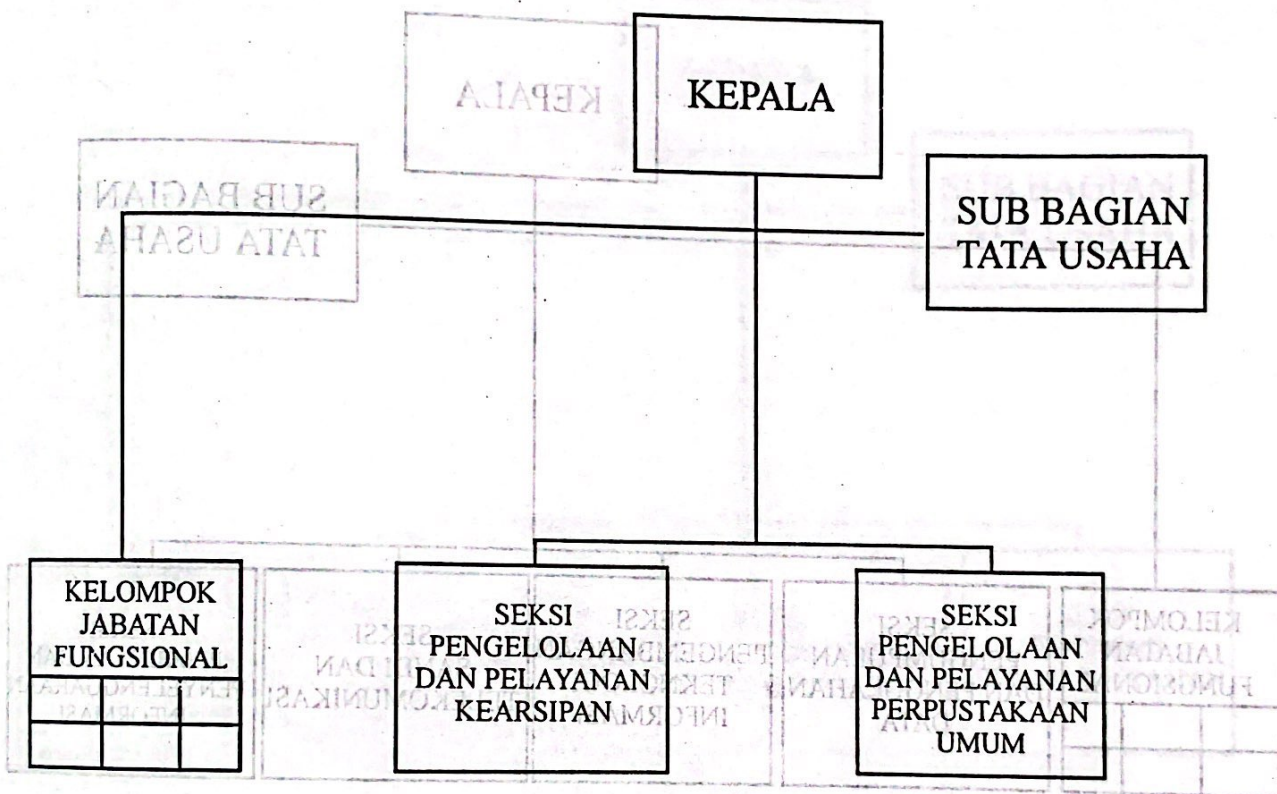 KEPALA
SUB BAGIAN
TATA USAHA
KELOMPOK
JABATAN
FUNGSIONAL
SEKSI
PENGELOLAAN
DAN PELAYANAN
KEARSIPAN
SEKSI
PENGELOLAAN
DAN PELAYANAN
PERPUSTAKAAN
UMUM